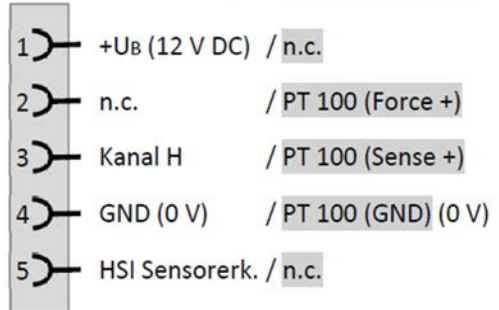 1 +UB (12 V DC) / n.c.
2 n.c. / PT 100 (Force +)
3 Kanal H / PT 100 (Sense +)
4 GND (0 V) / PT 100 (GND) (0 V)
5 HSI Sensorerk. / n.c.